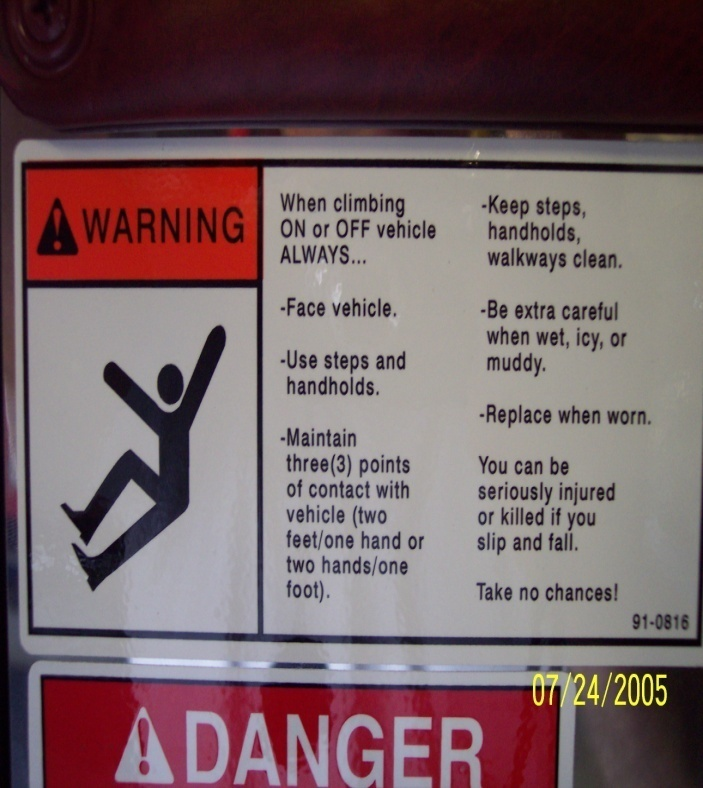 WARNING
When climbing
ON or OFF vehicle
ALWAYS...
-Face vehicle.
-Use steps and
handholds.
-Maintain
three(3) points
of contact with
vehicle (two
feet/one hand or
two hands/one
foot).
-Keep steps,
handholds,
walkways clean.
-Be extra careful
when wet, icy, or
muddy.
-Replace when worn.
You can be
seriously injured
or killed if you
slip and fall.
Take no chances!
91-0816
07/24/2005
DANGER